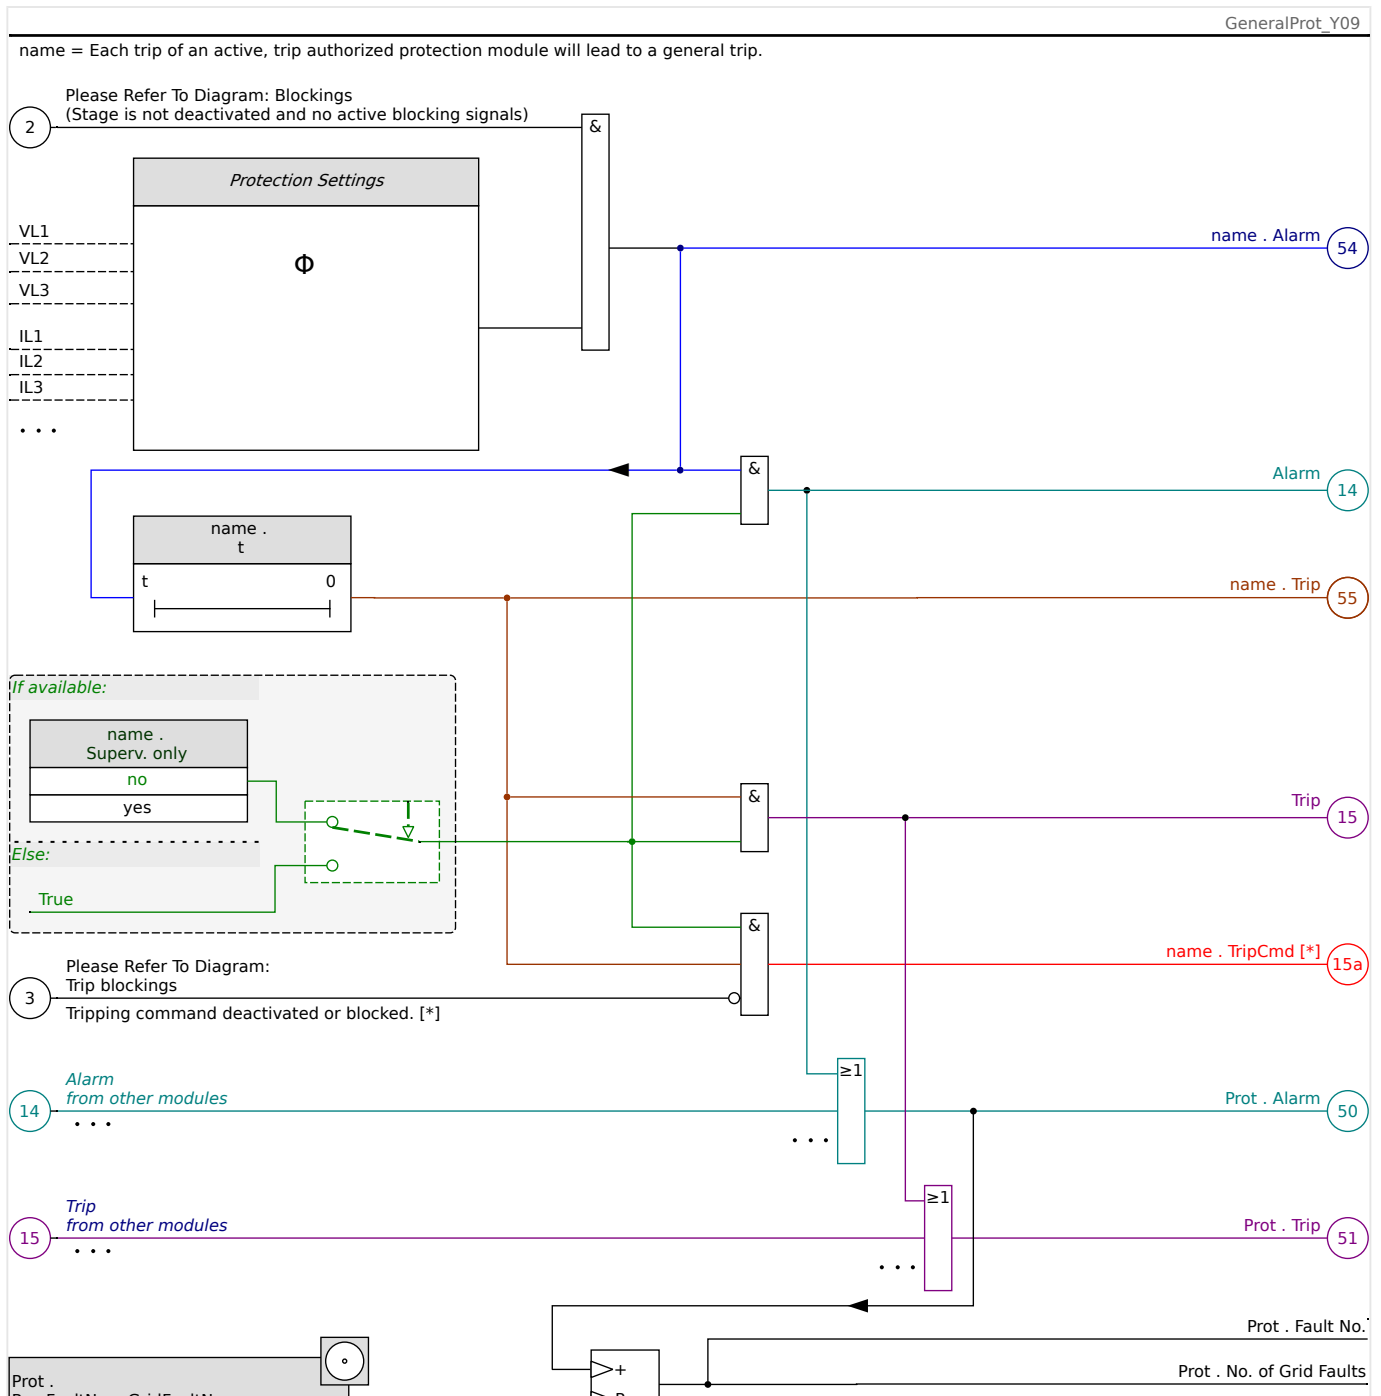 GeneralProt_Y09
name = Each trip of an active, trip authorized protection module will lead to a general trip.
Please Refer To Diagram: Blockings
(Stage is not deactivated and no active blocking signals)
2
&
Protection Settings
Φ
VL1
VL2
VL3
IL1
IL2
IL3
. . .
name . Alarm
54
&
Alarm
14
name .
t
t 0
name . Trip
55
If available:
name .
Superv. only
no
yes
Else:
True
&
Trip
15
&
name . TripCmd [*]
15a
Please Refer To Diagram:
Trip blockings
3
Tripping command deactivated or blocked. [*]
≥1
Alarm
from other modules
14
. . .
. . .
Prot . Alarm
50
≥1
Trip
from other modules
15
. . .
. . .
Prot . Trip
51
Prot . Fault No.
+
Prot . No. of Grid Faults
Prot .